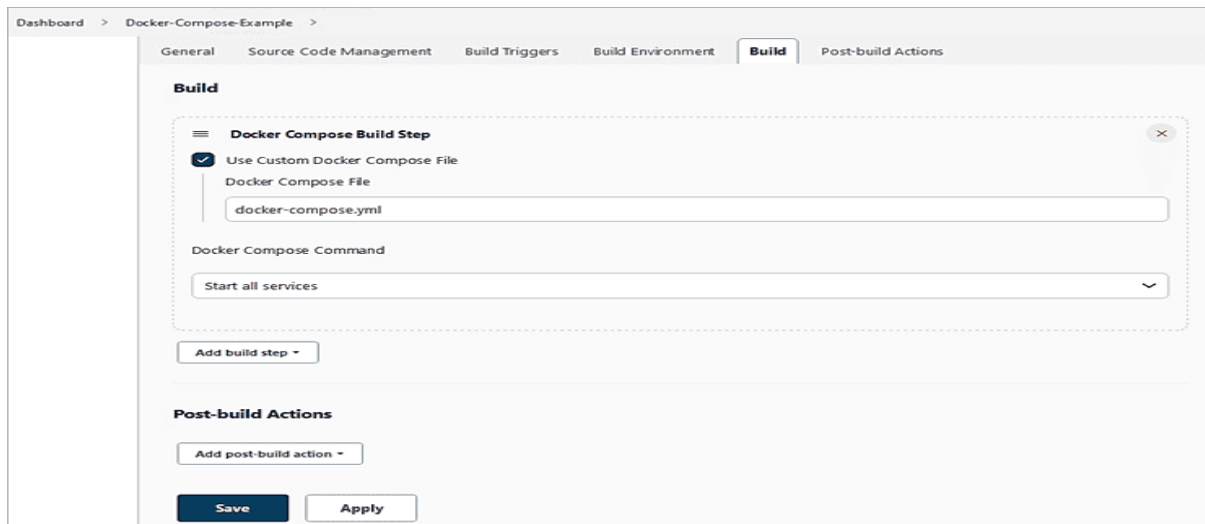 Dashboard > Docker-Compose-Example >
General Source Code Management Build Triggers Build Environment Build Post-build Actions
Build
Docker Compose Build Step
Use Custom Docker Compose File
Docker Compose File
docker-compose.yml
Docker Compose Command
Start all services
Add build step
Post-build Actions
Add post-build action
Save Apply